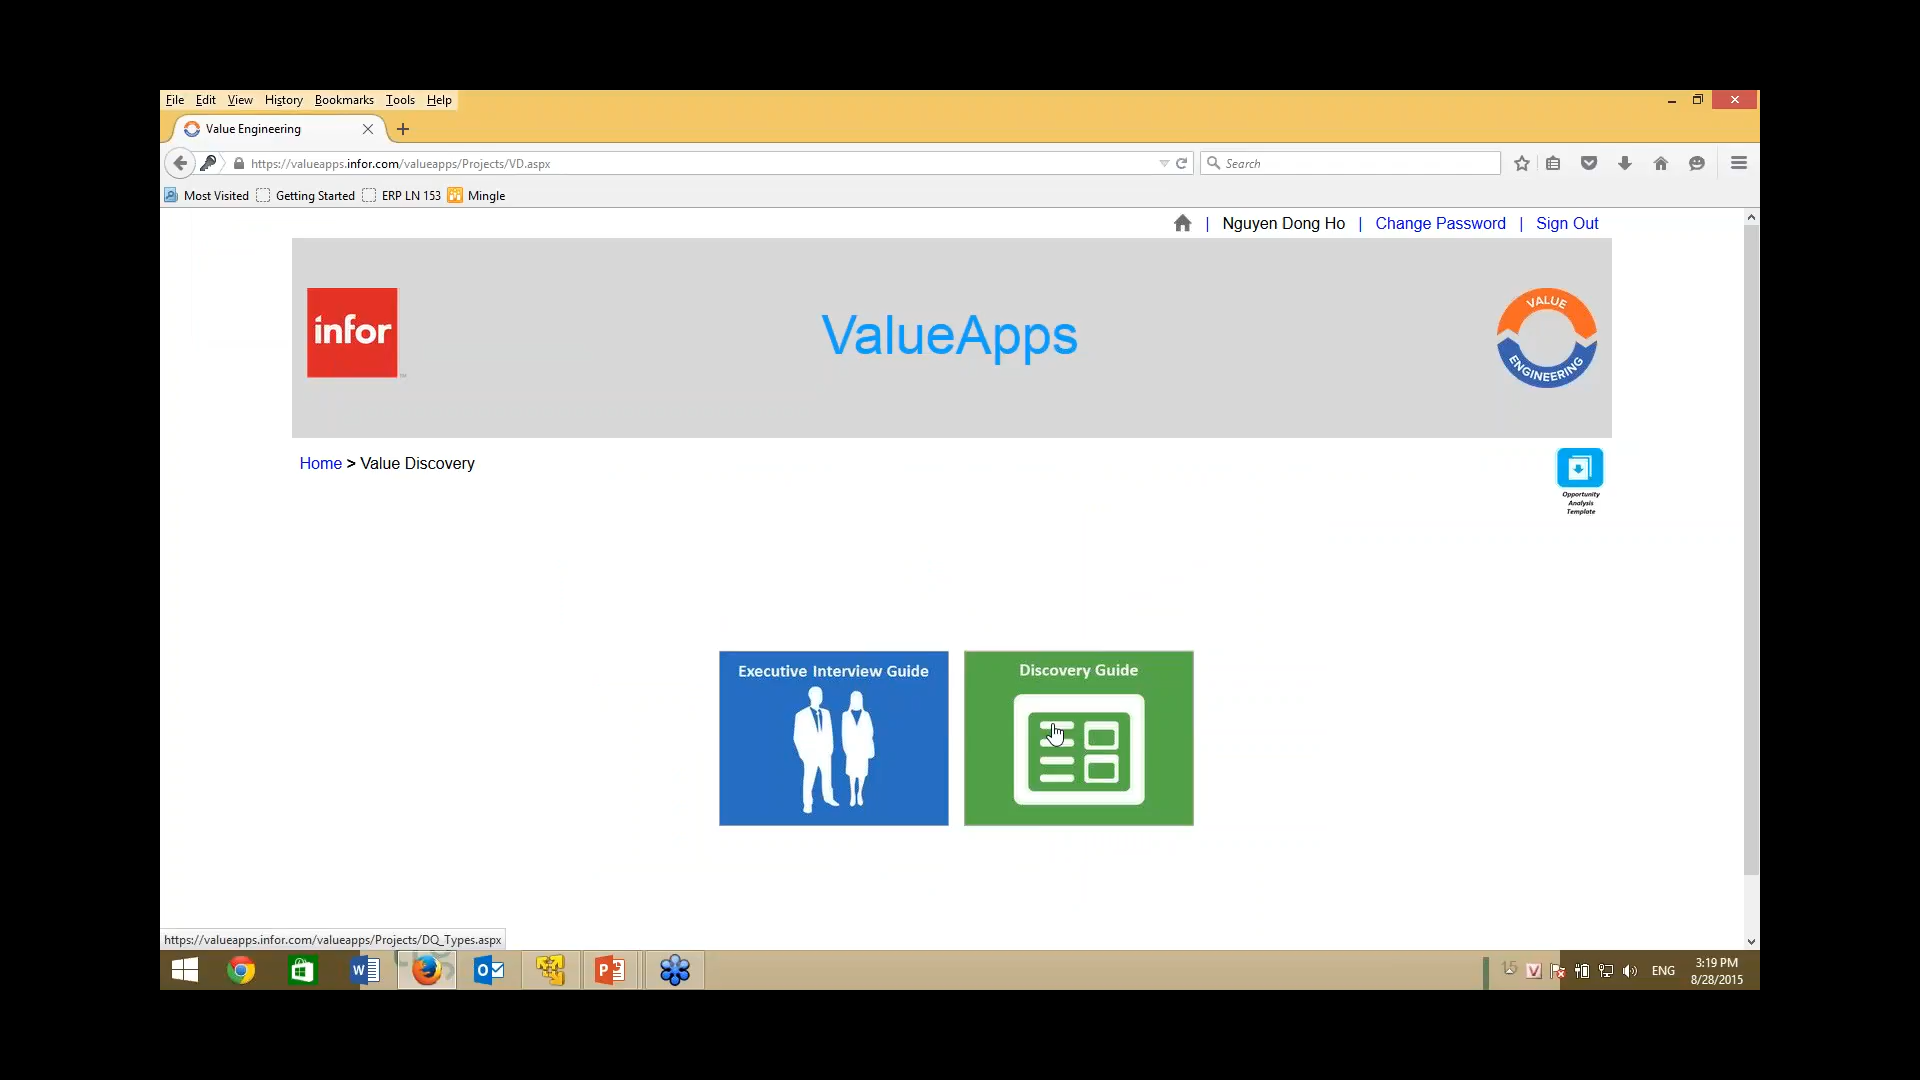 File Edit View History Bookmarks Tools Help
Value Engineering
https://valueapps.infor.com/valueapps/Projects/VD.aspx
Search
Most Visited Getting Started ERP LN 153 Mingle
| Nguyen Dong Ho | Change Password | Sign Out
infor
ValueApps
VALUE
ENGINEERING
Home > Value Discovery
Opportunity
Analysis
Template
Executive Interview Guide
Discovery Guide
https://valueapps.infor.com/valueapps/Projects/DQ_Types.aspx
ENG
3:19 PM
8/28/2015